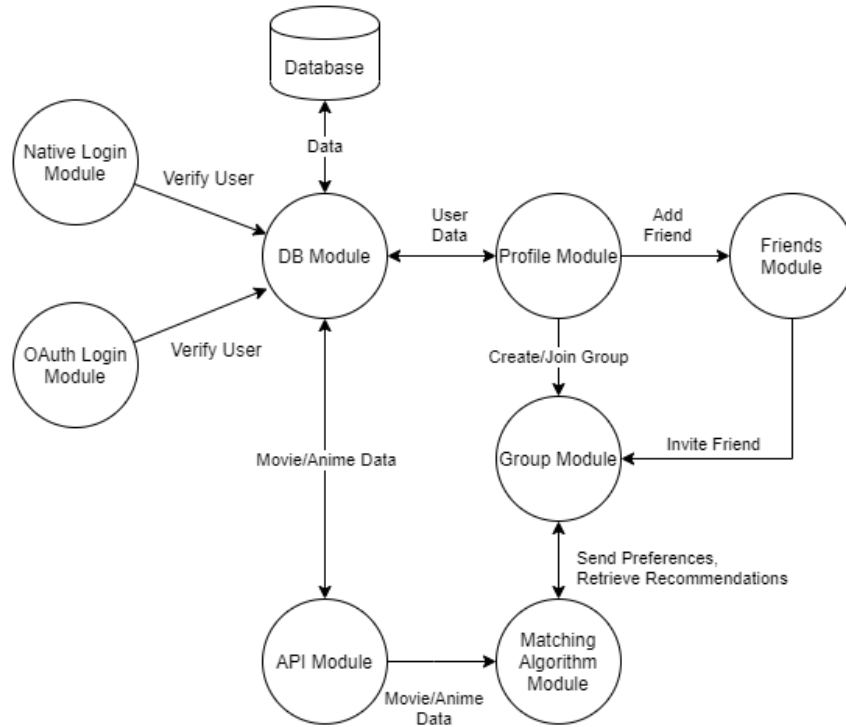 Database
Data
Native Login
Module
Verify User
DB Module
User
Data
Profile Module
Add
Friend
Friends
Module
OAuth Login
Module
Verify User
Create/Join Group
Movie/Anime Data
Group Module
Invite Friend
Send Preferences,
Retrieve Recommendations
API Module
Movie/Anime
Data
Matching
Algorithm
Module